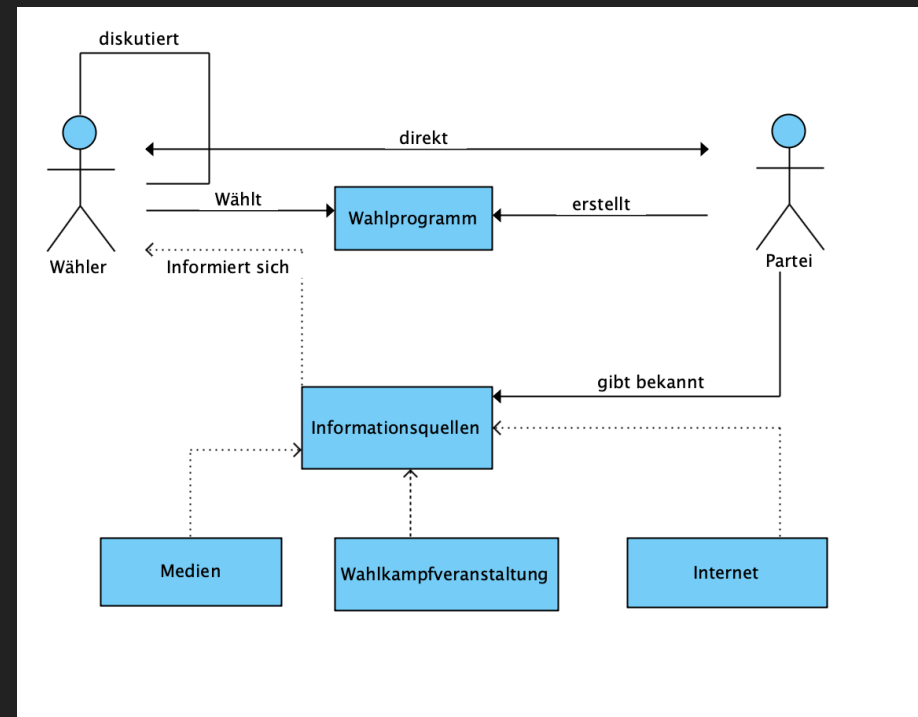 diskutiert
direkt
Wählt
Wahlprogramm
erstellt
Wähler
Informiert sich
Partei
gibt bekannt
Informationsquellen
Medien
Wahlkampfveranstaltung
Internet